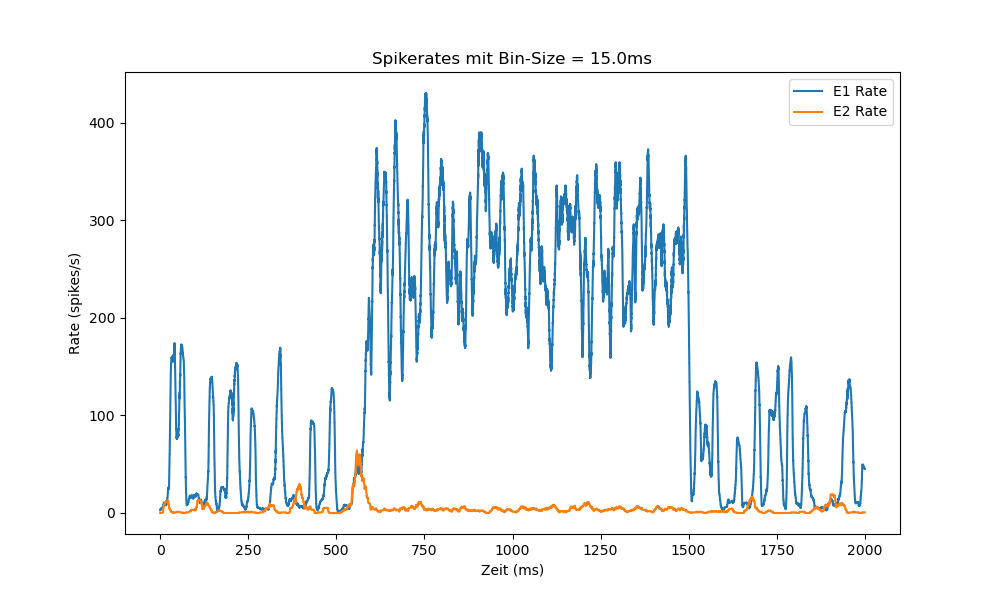 Spikerates mit Bin-Size = 15.0ms
E1 Rate
E2 Rate
400
300
200
100
0
Rate (spikes/s)
0 250 500 750 1000 1250 1500 1750 2000
Zeit (ms)